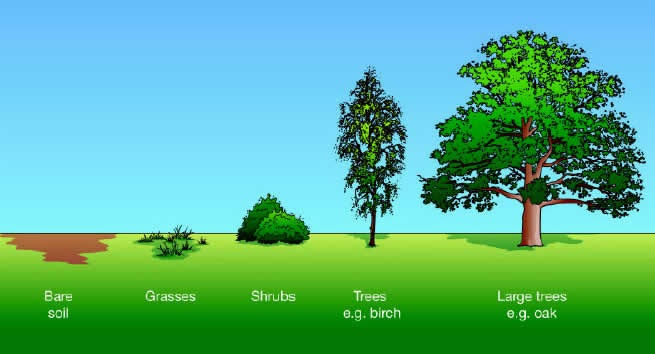 Bare
soil
Grasses
Shrubs
Trees
e.g. birch
Large trees
e.g. oak